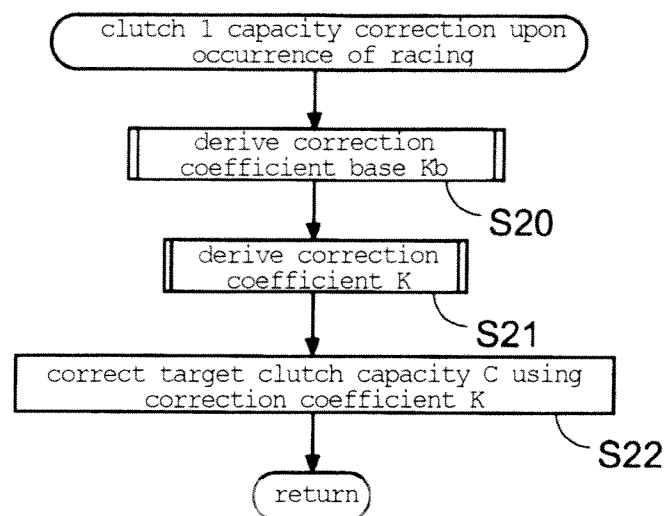 clutch 1 capacity correction upon
occurrence of racing
derive correction
coefficient base Kb
S20
derive correction
coefficient K
S21
correct target clutch capacity C using
correction coefficient K
S22
return